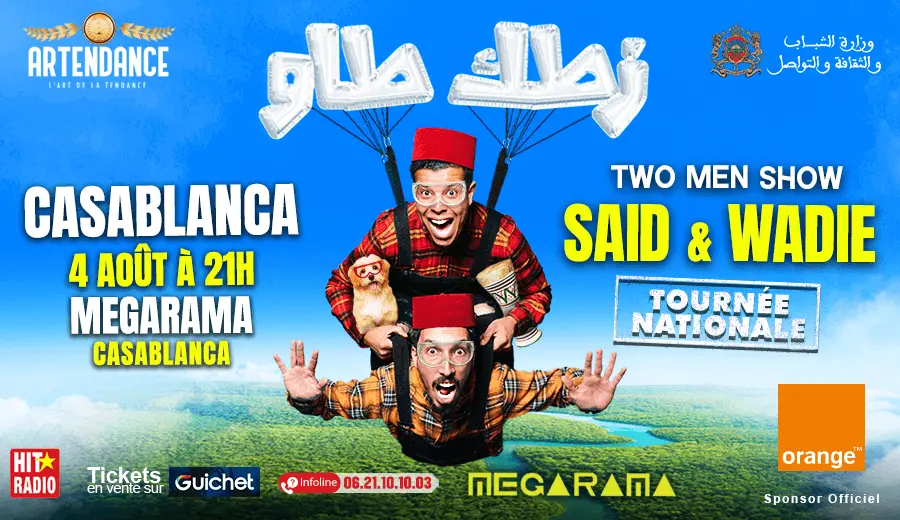 ARTENDANCE
L'ART DE LA TENDANCE
زطلك طاو
وزارة الشباب
والثقافة والتواصل
CASABLANCA
4 AOÛT À 21H
MEGARAMA
CASABLANCA
TWO MEN SHOW
SAID & WADIE
TOURNÉE
NATIONALE
HIT
RADIO
Tickets
en vente sur
Guichet
Infoline 06.21.10.10.03
MEGARAMA
orange™
Sponsor Officiel